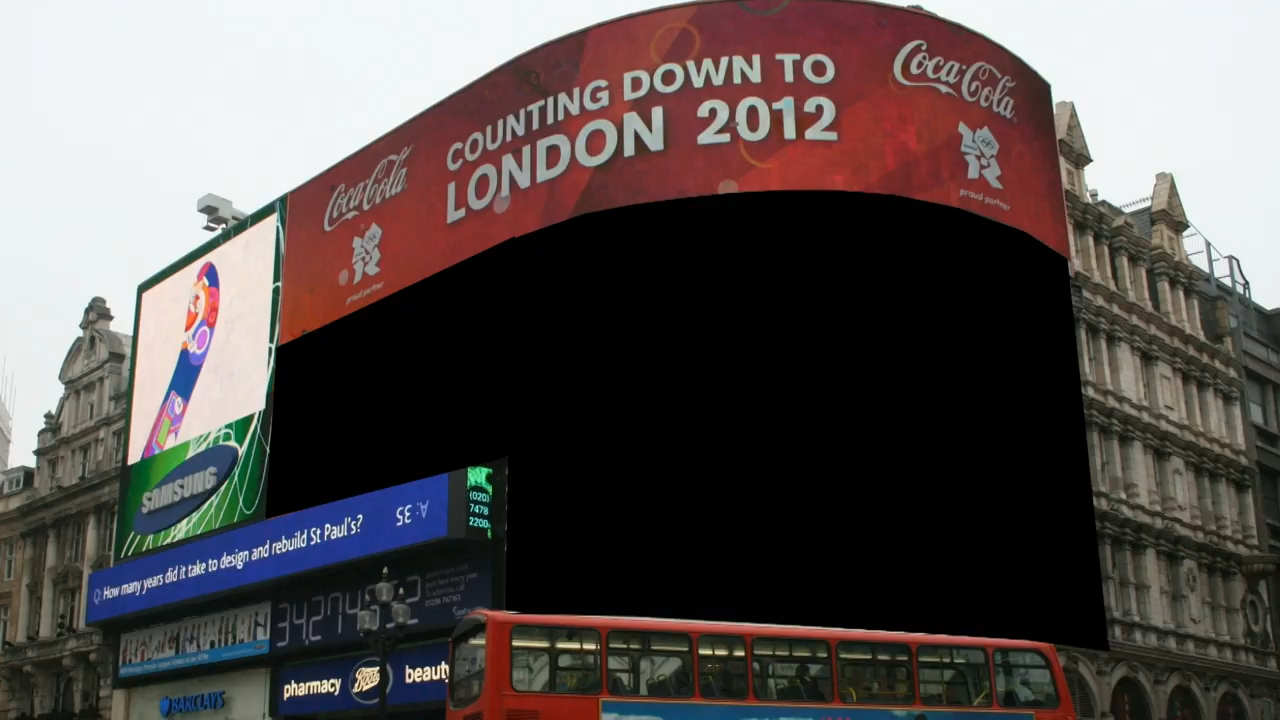 COUNTING DOWN TO
LONDON 2012
Coca-Cola
proud partner
Coca-Cola
proud partner
SAMSUNG
Q: How many years did it take to design and rebuild St Paul's?
A: 35
(020)
7478
2200
pharmacy
Boots
beauty
BARCLAYS